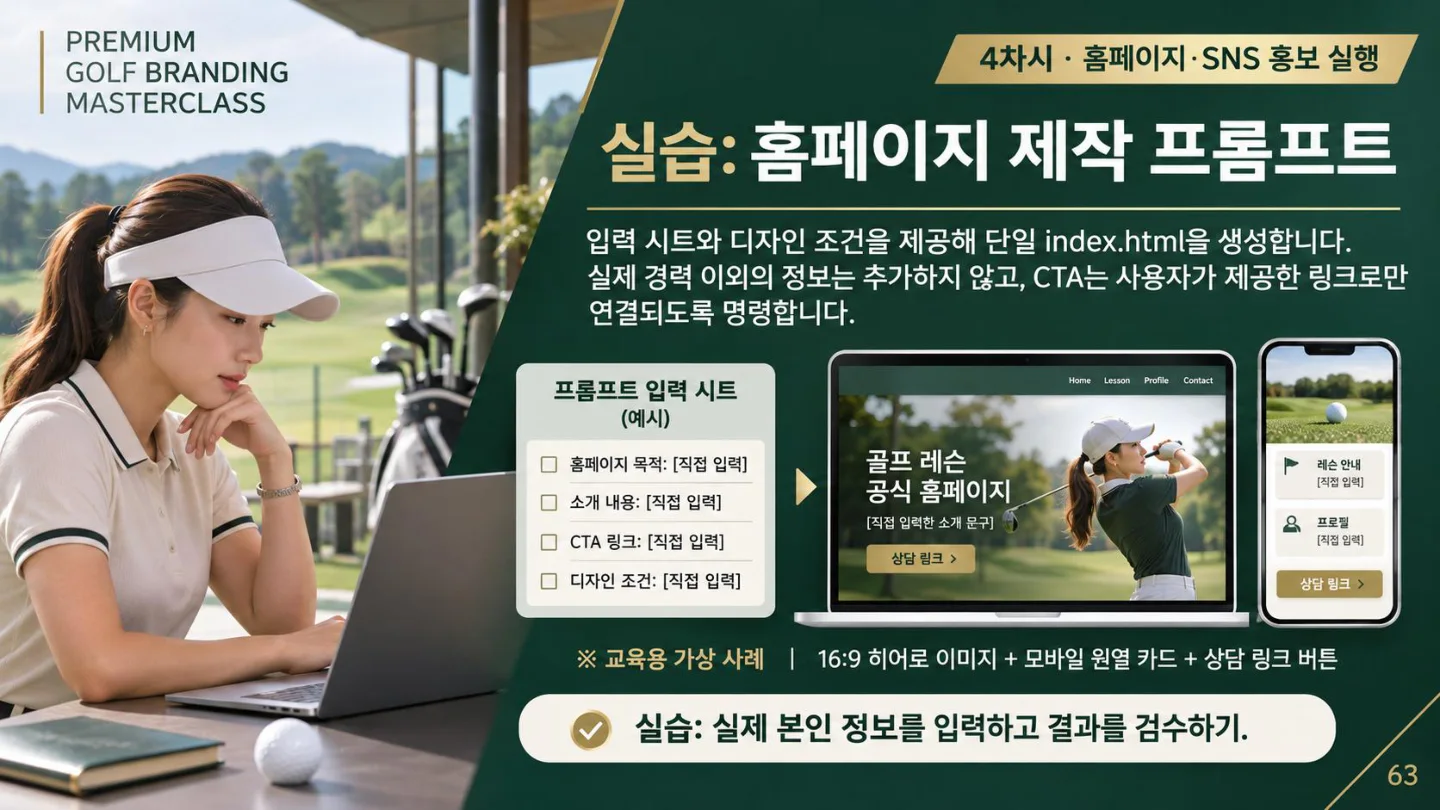 PREMIUM
GOLF BRANDING
MASTERCLASS
4차시 · 홈페이지·SNS 홍보 실행
실습: 홈페이지 제작 프롬프트
입력 시트와 디자인 조건을 제공해 단일 index.html을 생성합니다.
실제 경력 이외의 정보는 추가하지 않고, CTA는 사용자가 제공한 링크로만
연결되도록 명령합니다.
프롬프트 입력 시트
(예시)
홈페이지 목적: [직접 입력]
소개 내용: [직접 입력]
CTA 링크: [직접 입력]
디자인 조건: [직접 입력]
Home Lesson Profile Contact
골프 레슨
공식 홈페이지
[직접 입력한 소개 문구]
상담 링크 >
레슨 안내
[직접 입력]
프로필
[직접 입력]
상담 링크 >
※ 교육용 가상 사례 | 16:9 히어로 이미지 + 모바일 원열 카드 + 상담 링크 버튼
실습: 실제 본인 정보를 입력하고 결과를 검수하기.
63